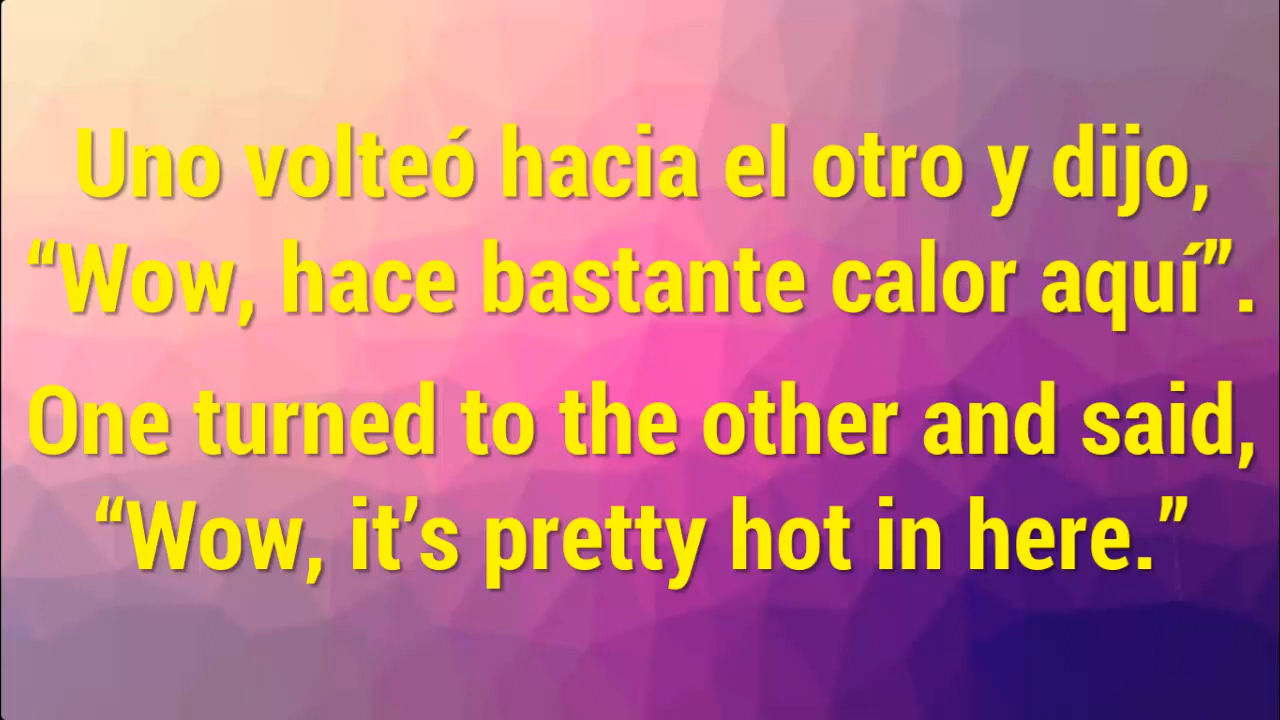 Uno volteó hacia el otro y dijo,
“Wow, hace bastante calor aquí”.
One turned to the other and said,
“Wow, it’s pretty hot in here.”